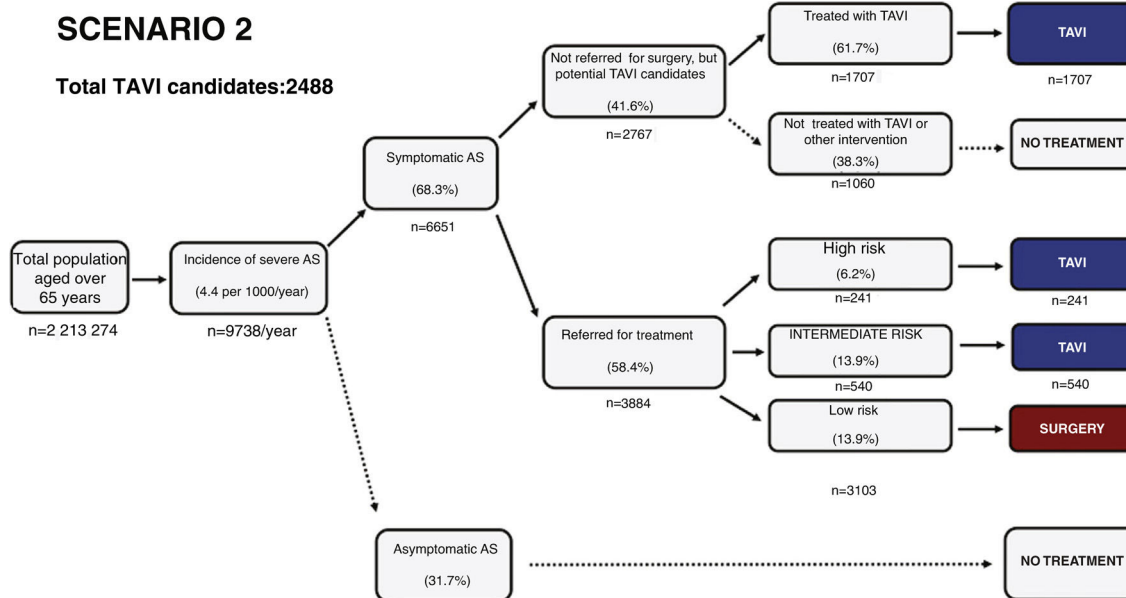 SCENARIO 2
Total TAVI candidates:2488
Total population
aged over
65 years
n=2 213 274
Incidence of severe AS
(4.4 per 1000/year)
n=9738/year
Symptomatic AS
(68.3%)
n=6651
Not referred for surgery, but
potential TAVI candidates
(41.6%)
n=2767
Treated with TAVI
(61.7%)
n=1707
TAVI
n=1707
Not treated with TAVI or
other intervention
(38.3%)
n=1060
NO TREATMENT
Referred for treatment
(58.4%)
n=3884
High risk
(6.2%)
n=241
TAVI
n=241
INTERMEDIATE RISK
(13.9%)
n=540
TAVI
n=540
Low risk
(13.9%)
n=3103
SURGERY
Asymptomatic AS
(31.7%)
NO TREATMENT